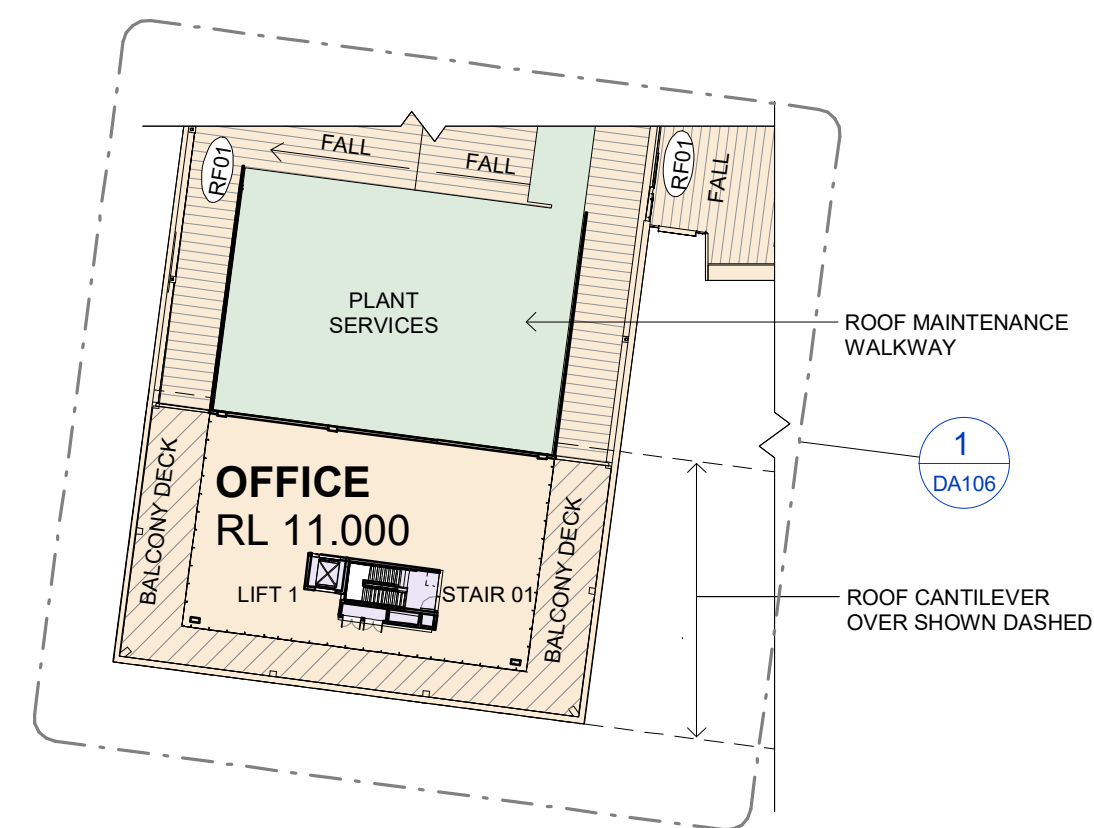 FALL
FALL
RF01
RF01
FALL
PLANT
SERVICES
ROOF MAINTENANCE
WALKWAY
1
DA106
BALCONY DECK
OFFICE
RL 11.000
BALCONY DECK
LIFT 1
STAIR 01
ROOF CANTILEVER
OVER SHOWN DASHED